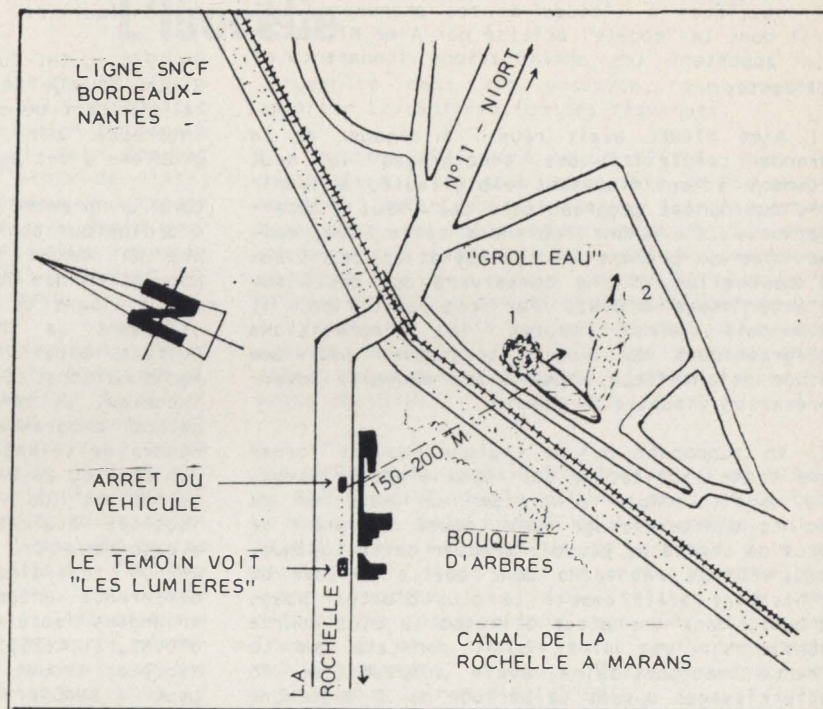 LIGNE SNCF
BORDEAUX-
NANTES
N°11 NIORT
"GROLLEAU"
1
2
N
ARRET DU
VEHICULE
150-200 M
LE TEMOIN VOIT
"LES LUMIERES"
BOUQUET
D'ARBRES
LA
ROCHELLE
CANAL DE LA
ROCHELLE A MARANS